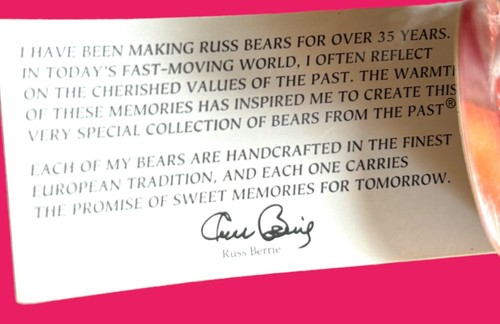 I HAVE BEEN MAKING RUSS BEARS FOR OVER 35 YEARS.
IN TODAY'S FAST-MOVING WORLD, I OFTEN REFLECT
ON THE CHERISHED VALUES OF THE PAST. THE WARMTH
OF THESE MEMORIES HAS INSPIRED ME TO CREATE THIS
VERY SPECIAL COLLECTION OF BEARS FROM THE PAST®
EACH OF MY BEARS ARE HANDCRAFTED IN THE FINEST
EUROPEAN TRADITION, AND EACH ONE CARRIES
THE PROMISE OF SWEET MEMORIES FOR TOMORROW.
Russ Berrie
Russ Berrie